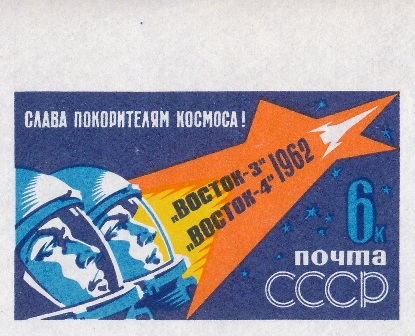 СЛАВА ПОКОРИТЕЛЯМ КОСМОСА!
„ВОСТОК-3"
„ВОСТОК-4" 1962
6к
почта
СССР